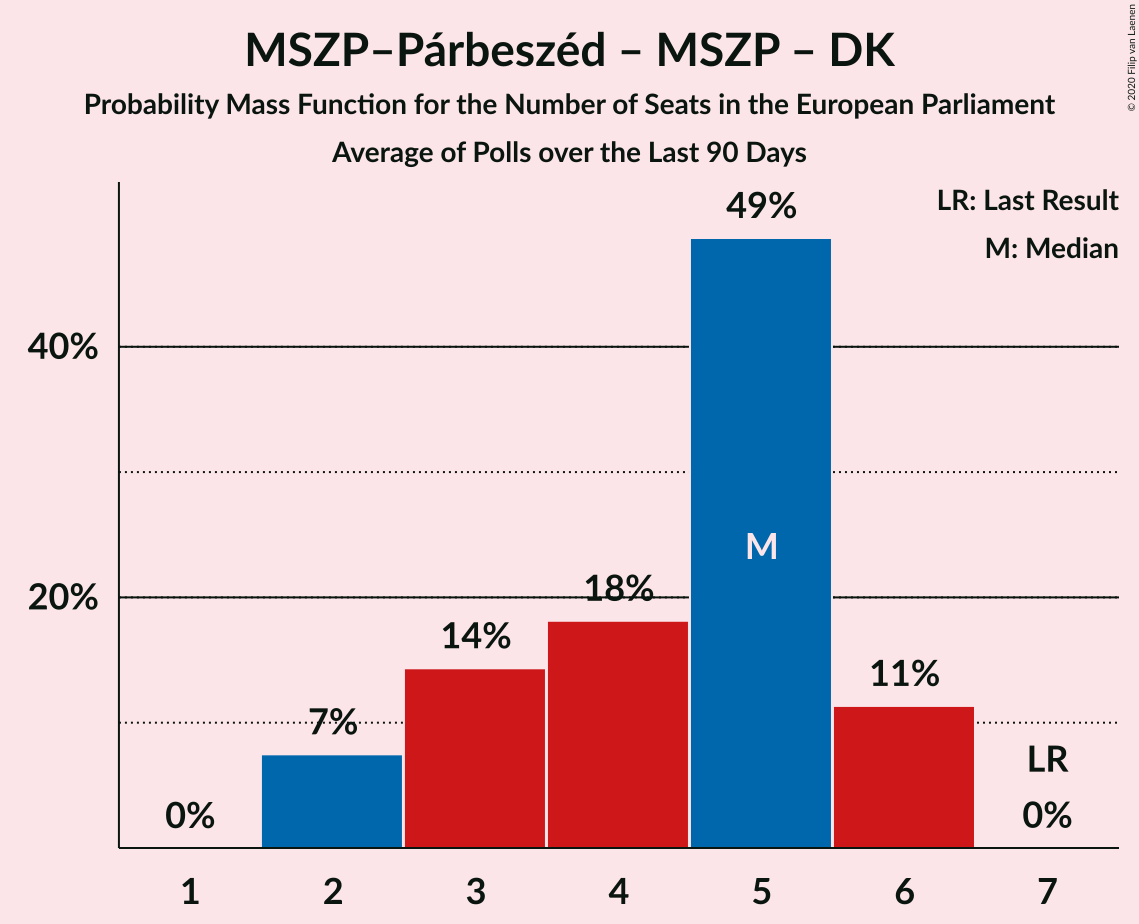 MSZP–Párbeszéd – MSZP – DK
Probability Mass Function for the Number of Seats in the European Parliament
Average of Polls over the Last 90 Days
© 2020 Filip van Laenen
LR: Last Result
M: Median
49%
40%
M
20%
18%
14%
11%
7%
LR
0%
0%
1 2 3 4 5 6 7